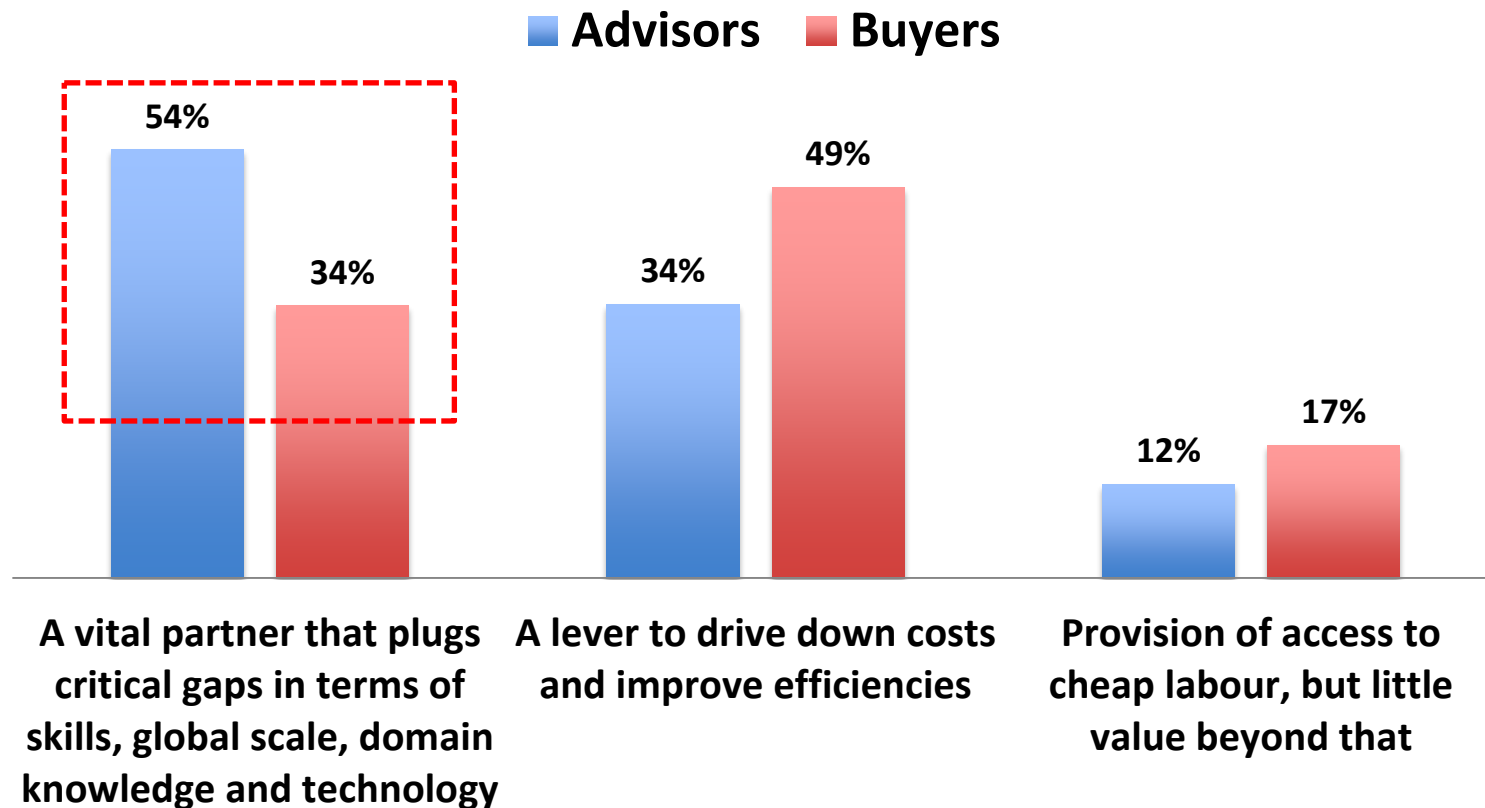 Advisors Buyers
54%
34%
34%
49%
12%
17%
A vital partner that plugs
critical gaps in terms of
skills, global scale, domain
knowledge and technology
A lever to drive down costs
and improve efficiencies
Provision of access to
cheap labour, but little
value beyond that